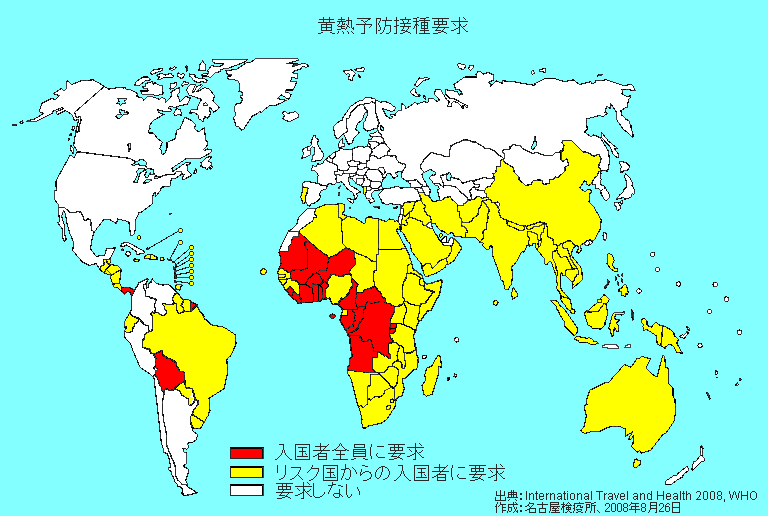 黄熱予防接種要求
入国者全員に要求
リスク国からの入国者に要求
要求しない
出典: International Travel and Health 2008, WHO
作成: 名古屋検疫所、2008年8月26日